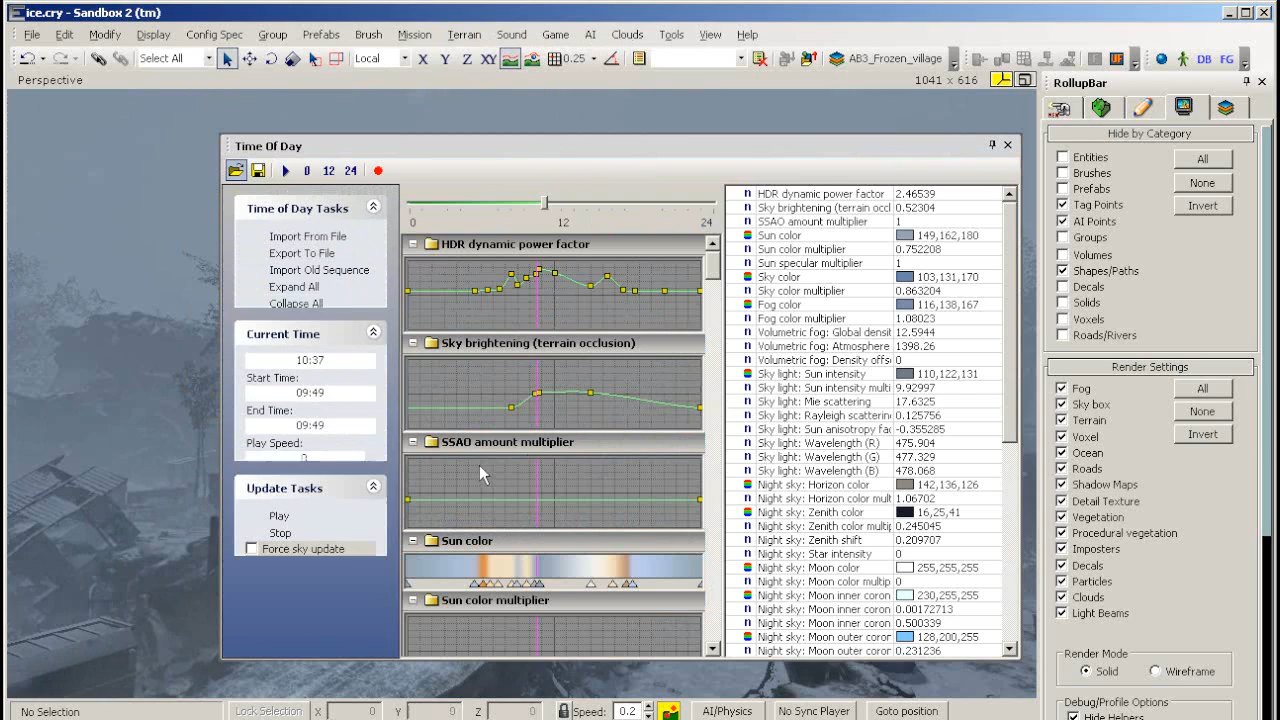 ice.cry - Sandbox 2 (tm)
File Edit Modify Display Config Spec Group Prefabs Brush Mission Terrain Sound Game AI Clouds Tools View Help
Select All Local X Y Z XY 0.25 AB3_Frozen_village DB FG
Perspective 1041 x 616
RollupBar
Hide by Category
Entities
Brushes
Prefabs
Tag Points
AI Points
Groups
Volumes
Shapes/Paths
Decals
Solids
Voxels
Roads/Rivers
All
None
Invert
Render Settings
Fog
Sky box
Terrain
Voxel
Ocean
Roads
Shadow Maps
Detail Texture
Vegetation
Procedural vegetation
Imposters
Decals
Particles
Clouds
Light Beams
All
None
Invert
Render Mode
Solid Wireframe
Debug/Profile Options
Hide Helpers
Time Of Day
0 12 24
Time of Day Tasks
Import From File
Export To File
Import Old Sequence
Expand All
Collapse All
Current Time
10:37
Start Time:
09:49
End Time:
09:49
Play Speed:
0
Update Tasks
Play
Stop
Force sky update
0 12 24
HDR dynamic power factor
Sky brightening (terrain occlusion)
SSAO amount multiplier
Sun color
Sun color multiplier
HDR dynamic power factor 2.46539
Sky brightening (terrain occl 0.52304
SSAO amount multiplier 1
Sun color 149,162,180
Sun color multiplier 0.752208
Sun specular multiplier 1
Sky color 103,131,170
Sky color multiplier 0.863204
Fog color 116,138,167
Fog color multiplier 1.08023
Volumetric fog: Global densit 12.5944
Volumetric fog: Atmosphere 1398.26
Volumetric fog: Density offs 0
Sky light: Sun intensity 110,122,131
Sky light: Sun intensity multi 9.92997
Sky light: Mie scattering 17.6325
Sky light: Rayleigh scattering 0.125756
Sky light: Sun anisotropy fac -0.355285
Sky light: Wavelength (R) 475.904
Sky light: Wavelength (G) 477.329
Sky light: Wavelength (B) 478.068
Night sky: Horizon color 142,136,126
Night sky: Horizon color mult 1.06702
Night sky: Zenith color 16,25,41
Night sky: Zenith color multip 0.245045
Night sky: Zenith shift 0.209707
Night sky: Star intensity 0
Night sky: Moon color 255,255,255
Night sky: Moon color multip 0
Night sky: Moon inner coron 230,255,255
Night sky: Moon inner coron 0.00172713
Night sky: Moon inner coron 0.500339
Night sky: Moon outer coror 128,200,255
Night sky: Moon outer coror 0.231236
No Selection Lock Selection X 0 Y 0 Z 0 Speed: 0.2 AI/Physics No Sync Player Goto position